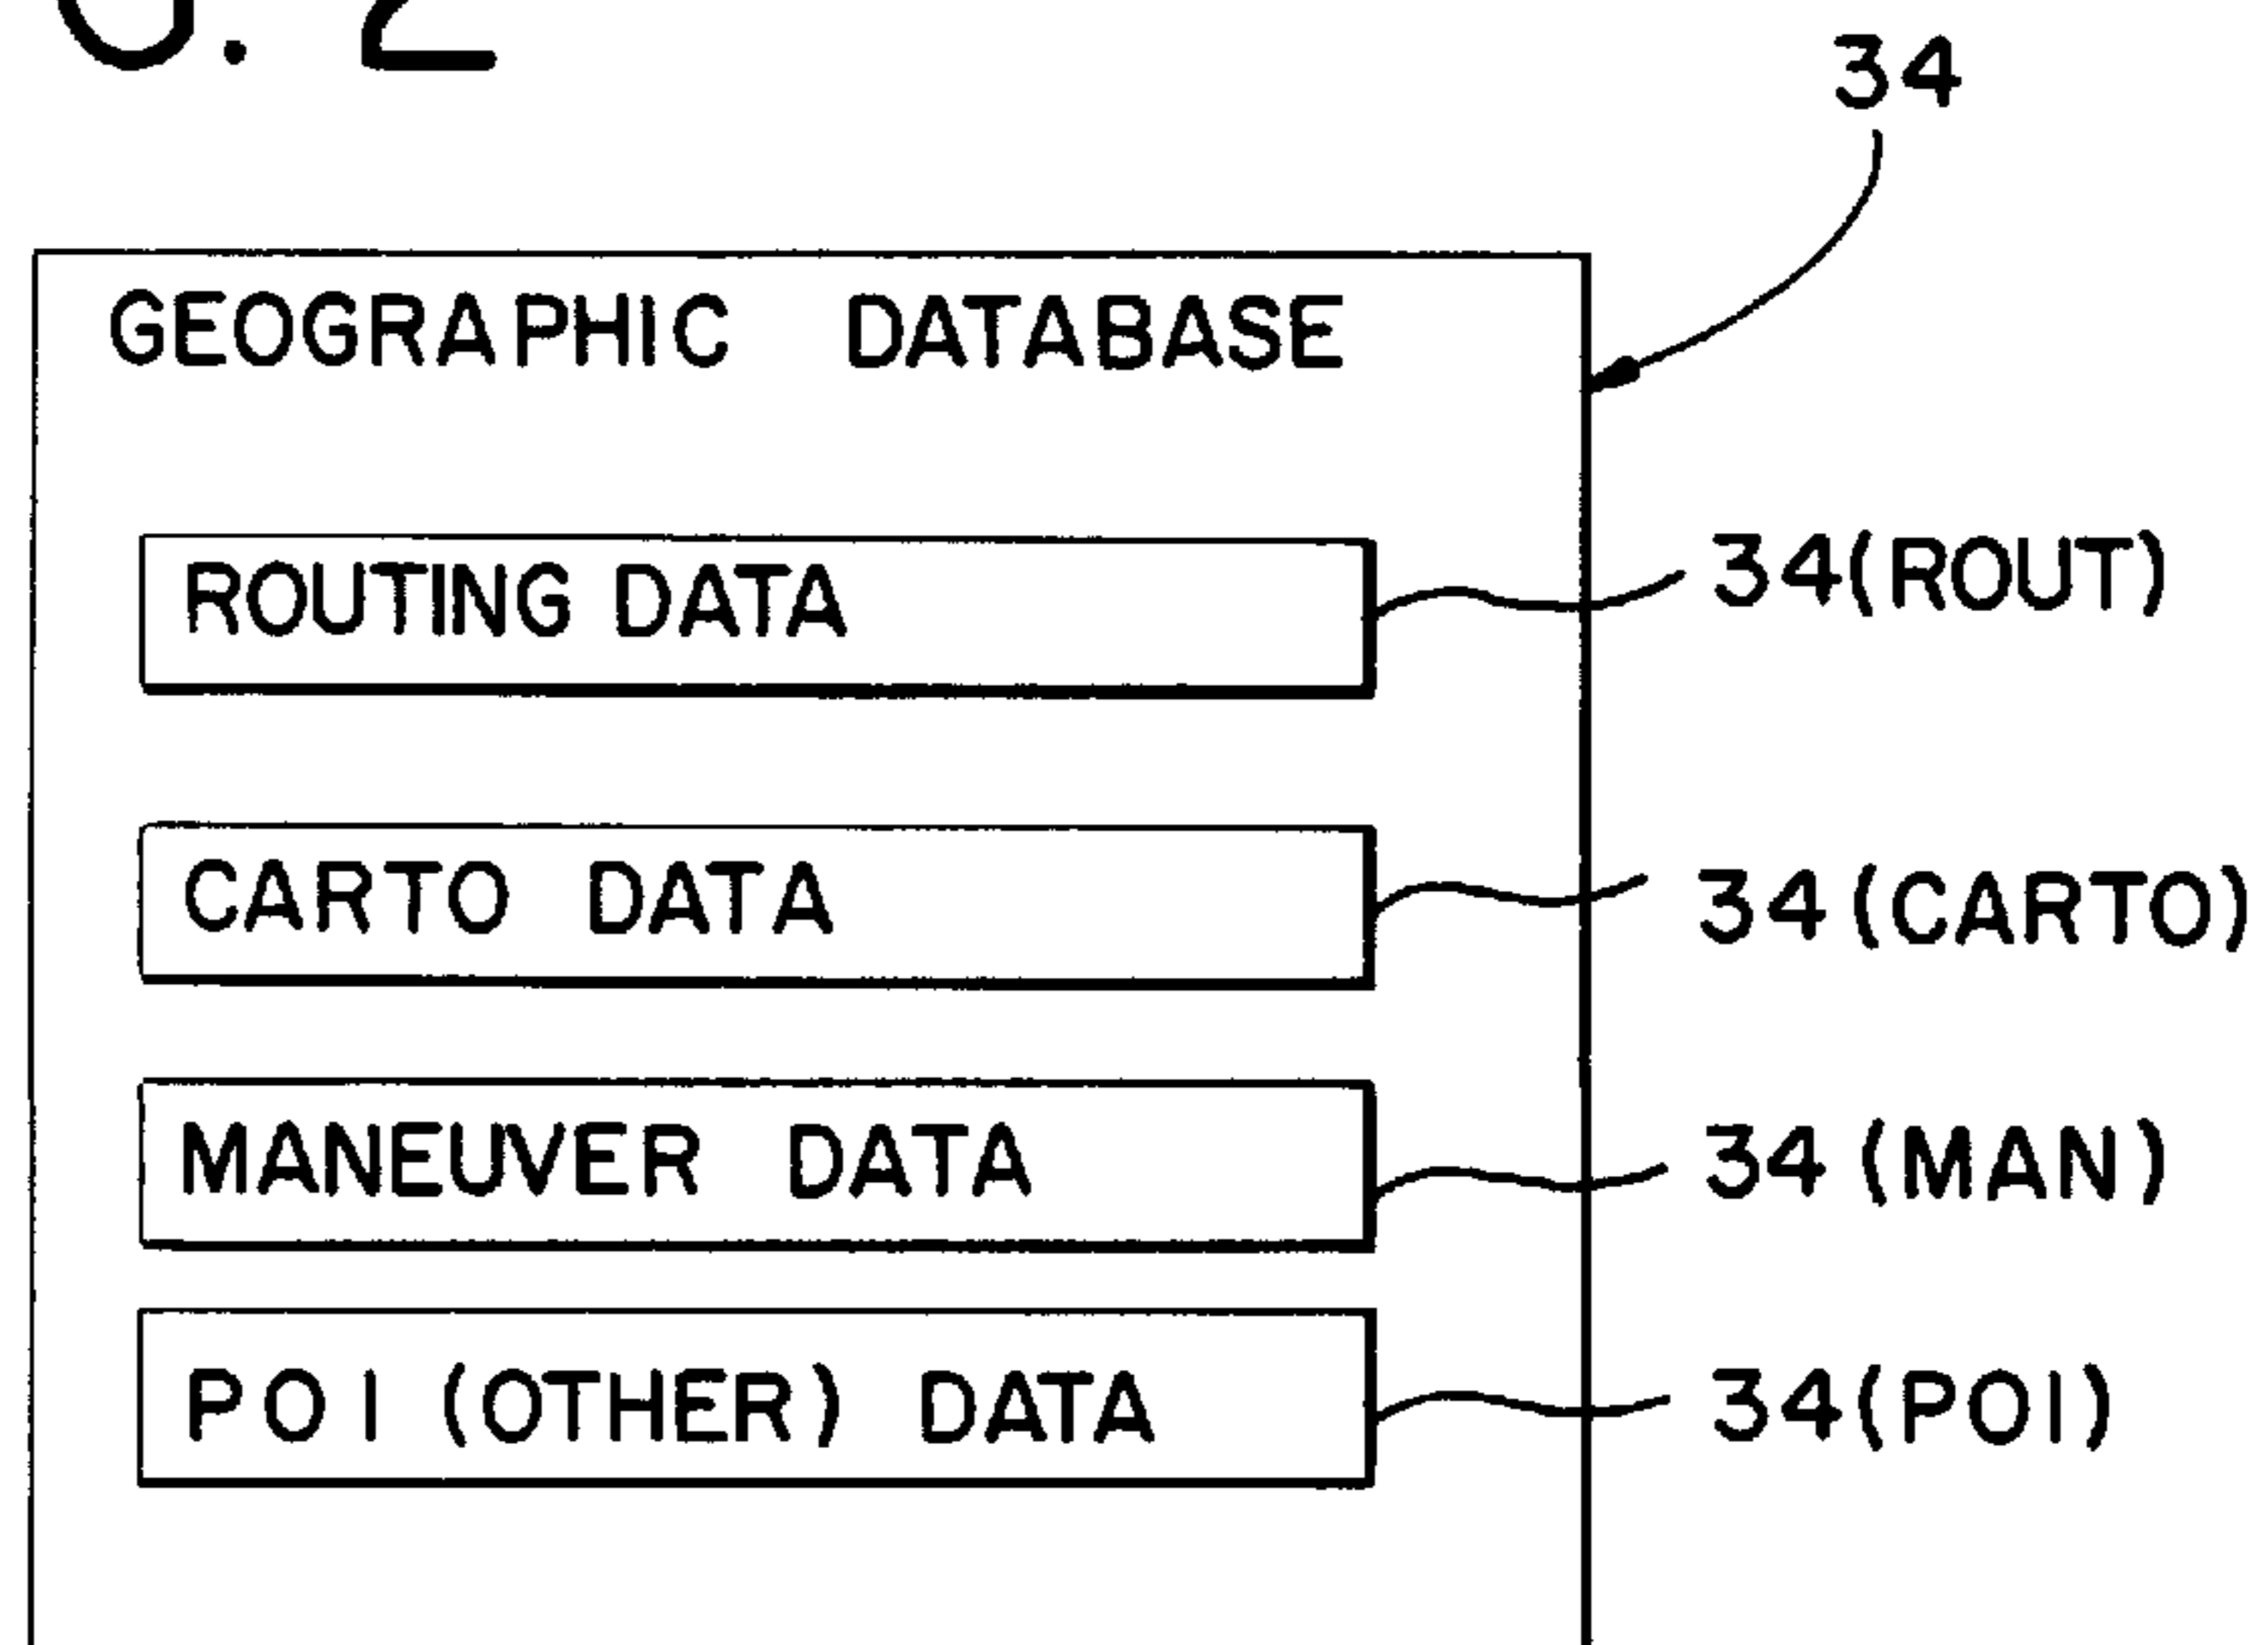 . 2
34
GEOGRAPHIC DATABASE
ROUTING DATA
34(ROUT)
CARTO DATA
34 (CARTO)
MANEUVER DATA
34 (MAN)
POI (OTHER) DATA
34(POI)